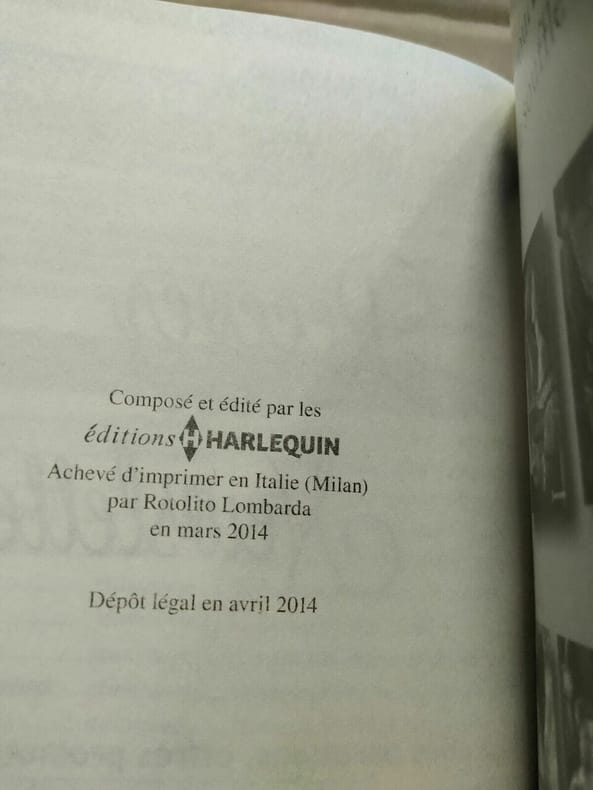 Composé et édité par les
éditions H HARLEQUIN
Achevé d'imprimer en Italie (Milan)
par Rotolito Lombarda
en mars 2014
Dépôt légal en avril 2014